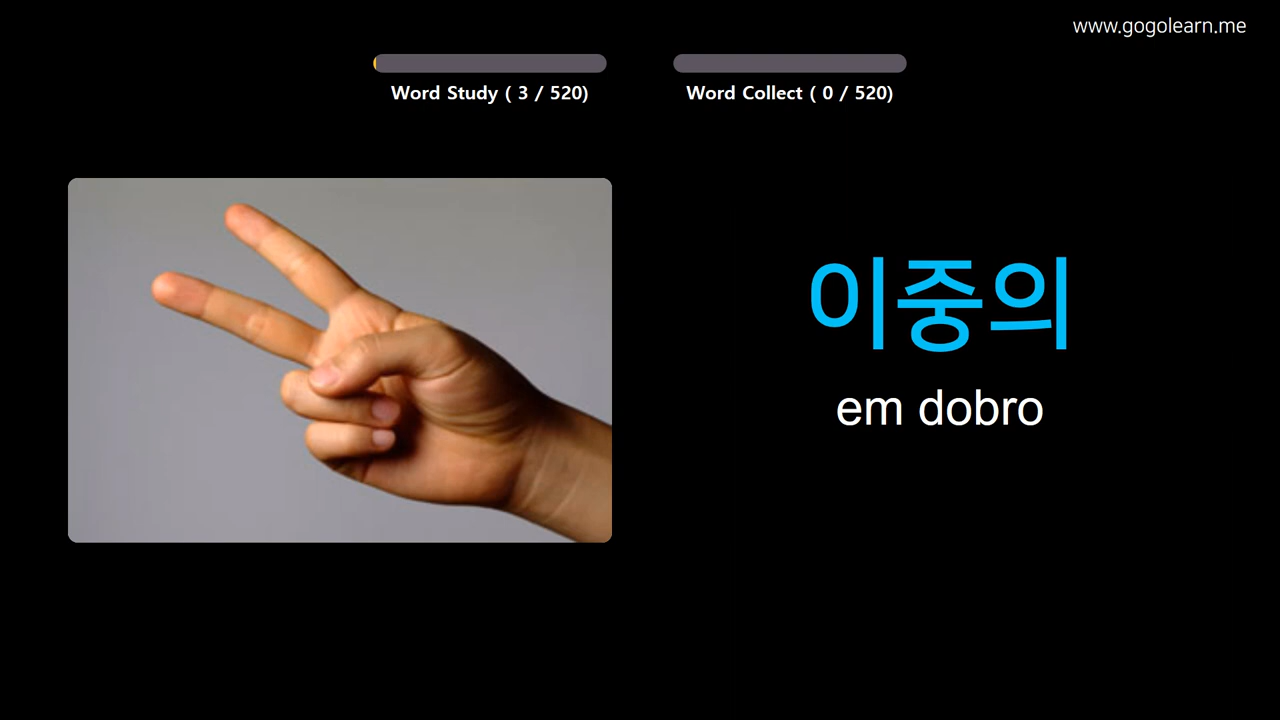 www.gogolearn.me
Word Study ( 3 / 520)
Word Collect ( 0 / 520)
이중의
em dobro